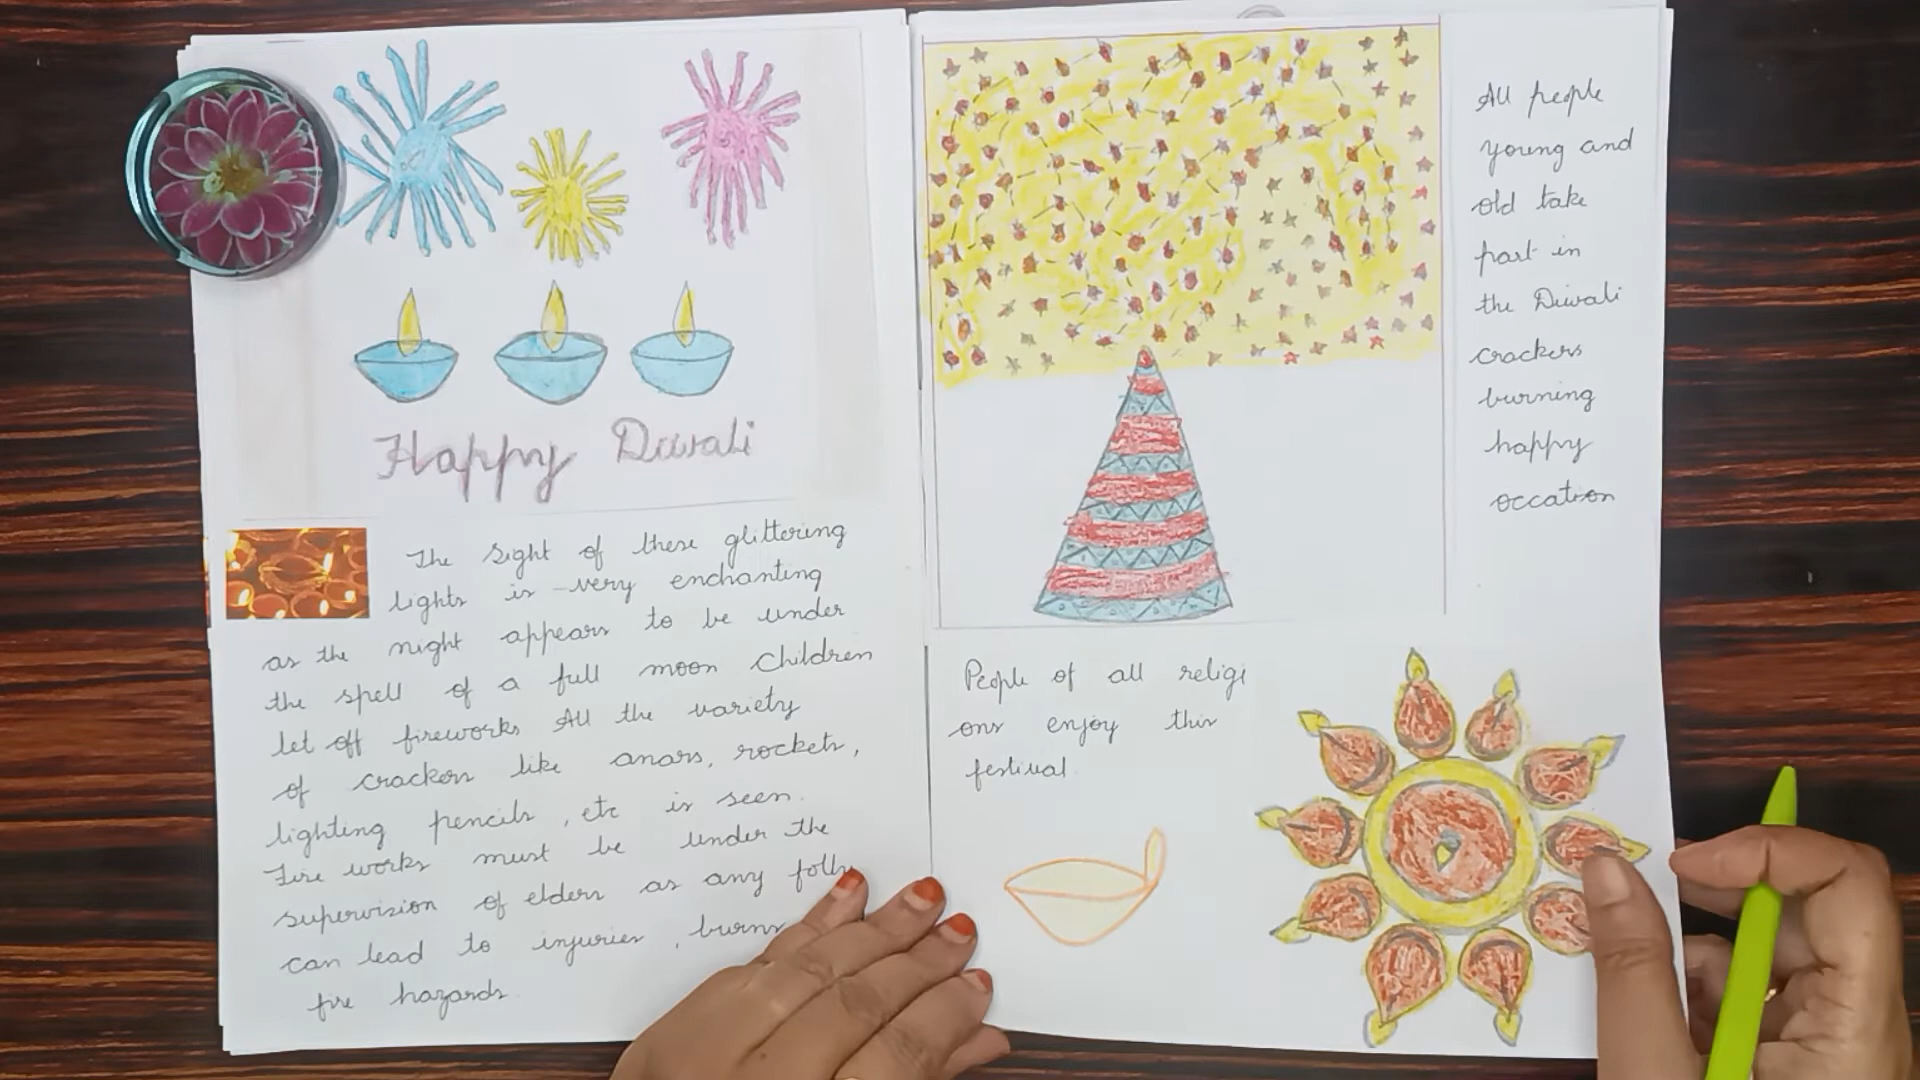 Happy Diwali
The sight of these glittering
lights is very enchanting
as the night appears to be under
the spell of a full moon children
let off fireworks All the variety
of crackers like anars, rockets,
lighting pencils, etc is seen.
Fire works must be under the
supervision of elders as any folly
can lead to injuries, burns
fire hazards.
All people
young and
old take
part in
the Diwali
crackers
burning
happy
occation
People of all religi
ons enjoy this
festival.